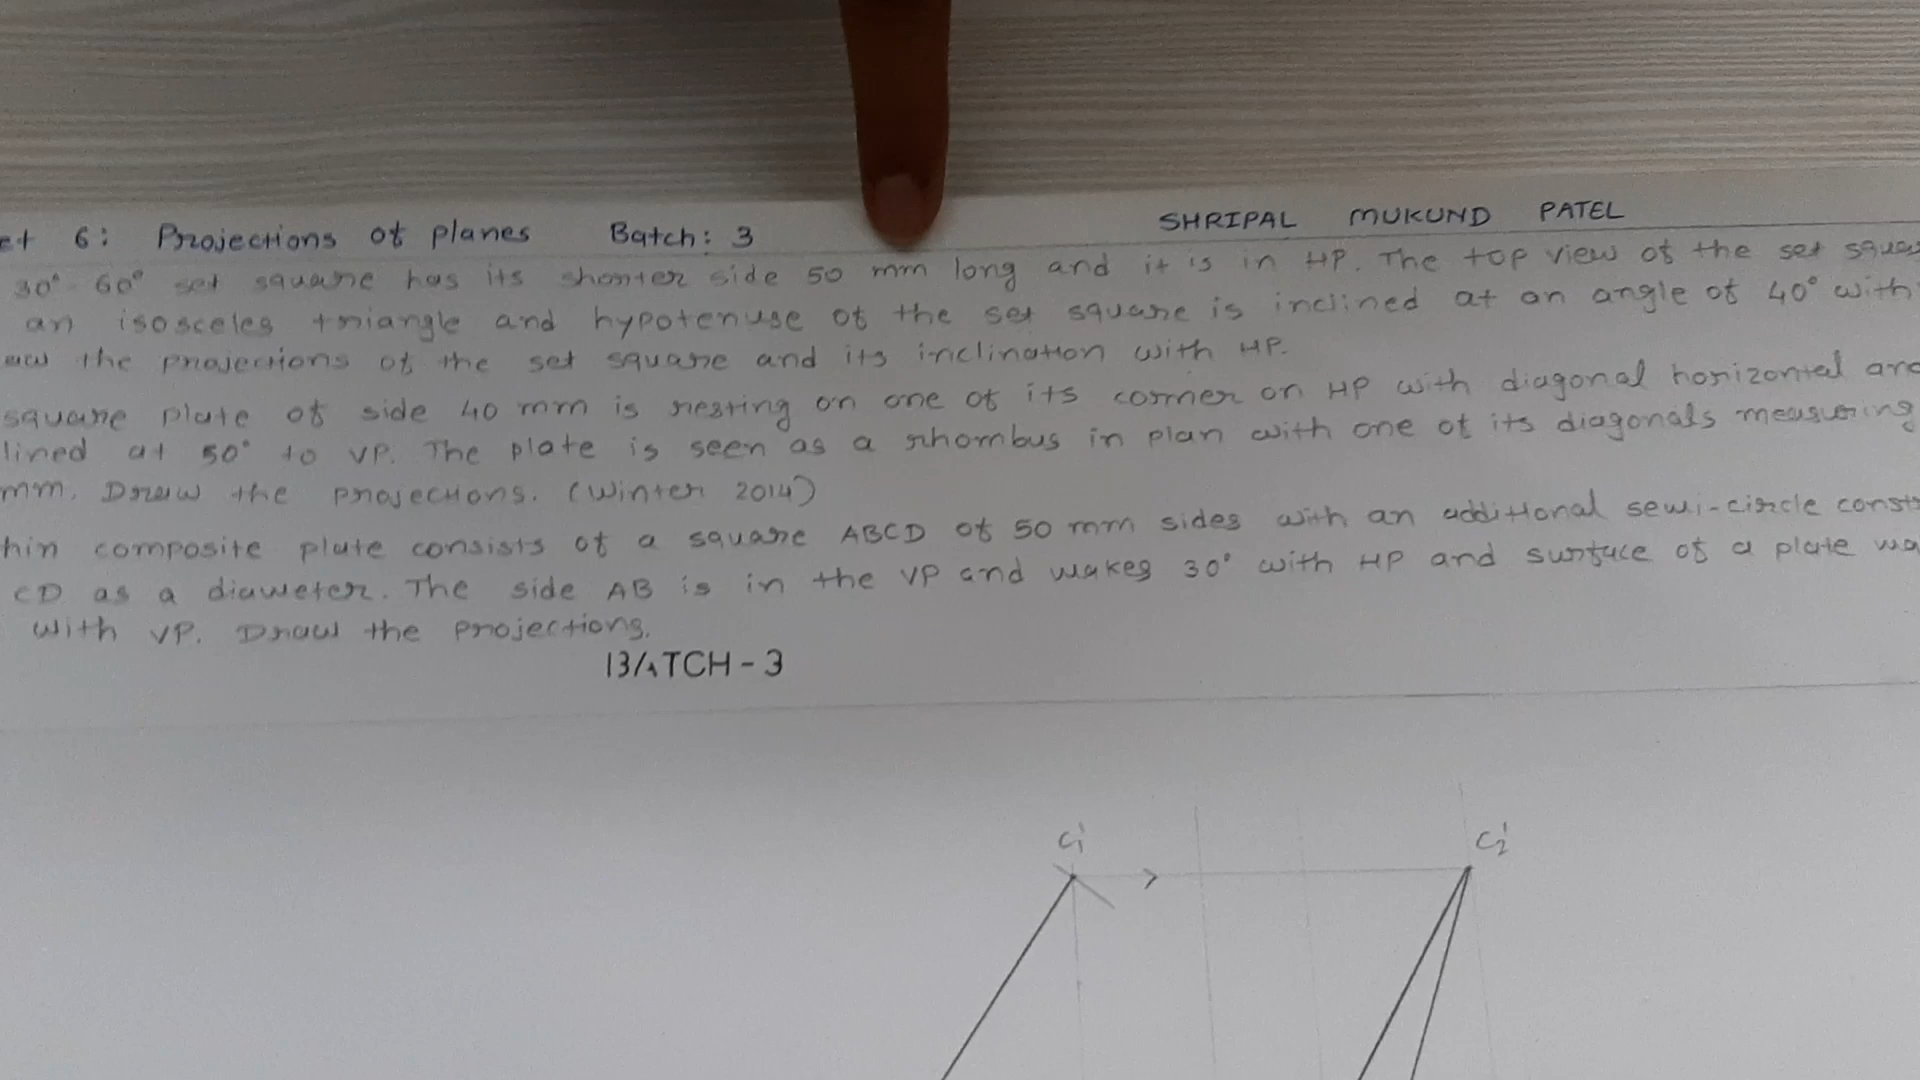 et 6: Projections of planes Batch: 3 SHRIPAL MUKUND PATEL
30° 60° set square has its shorter side 50 mm long and it is in HP. The top view of the set squar
an isosceles triangle and hypotenuse of the set square is inclined at an angle of 40° with
aw the projections of the set square and its inclination with HP.
square plate of side 40 mm is resting on one of its corner on HP with diagonal horizontal and
lined at 50° to VP. The plate is seen as a rhombus in plan with one of its diagonals measuring
mm. Draw the projections. (Winter 2014)
hin composite plate consists of a square ABCD of 50 mm sides with an additional semi-circle const
CD as a diameter. The side AB is in the VP and makes 30° with HP and surface of a plate ma
with VP. Draw the projections.
BATCH-3
C1' C2'